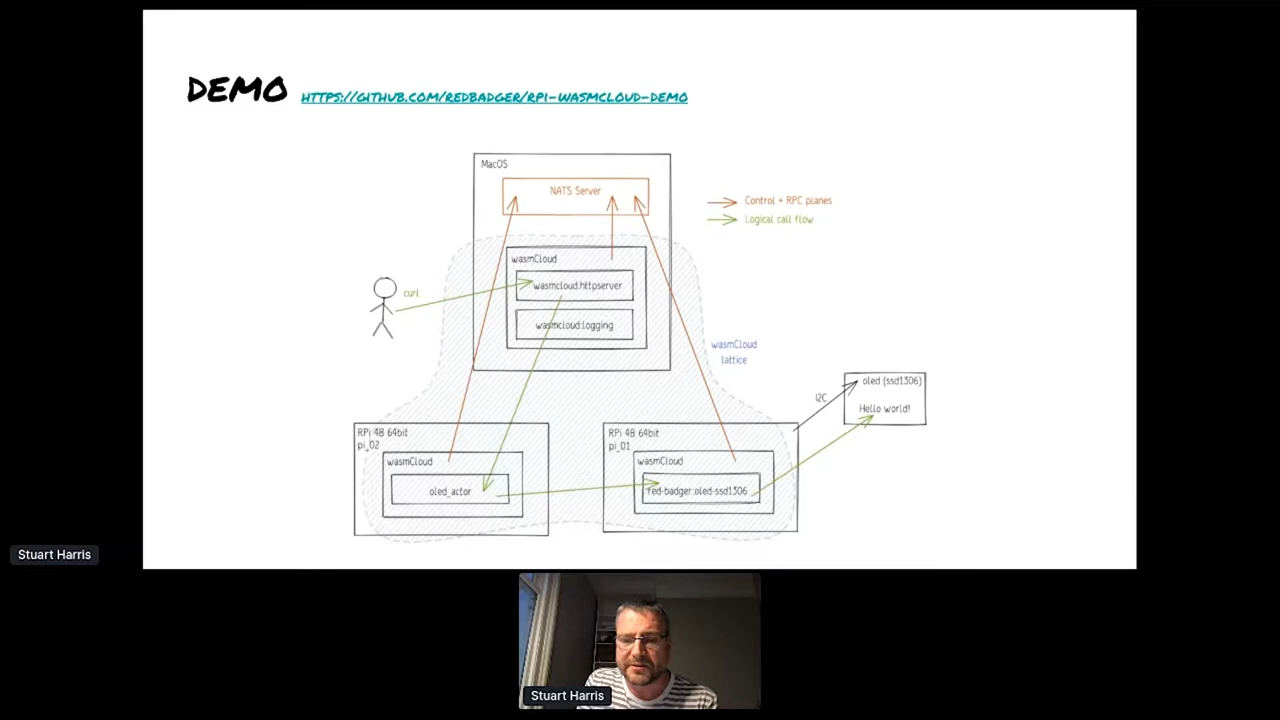 DEMO HTTPS://GITHUB.COM/REDBADGER/RPI-WASMCLOUD-DEMO
MacOS
NATS Server
Control + RPC planes
Logical call flow
wasmCloud
wasmcloud:httpserver
curl
wasmcloud:logging
wasmCloud
lattice
oled (ssd1306)
I2C
Hello world!
RPi 4B 64bit
pi_02
wasmCloud
oled_actor
RPi 4B 64bit
pi_01
wasmCloud
red-badger:oled-ssd1306
Stuart Harris
Stuart Harris